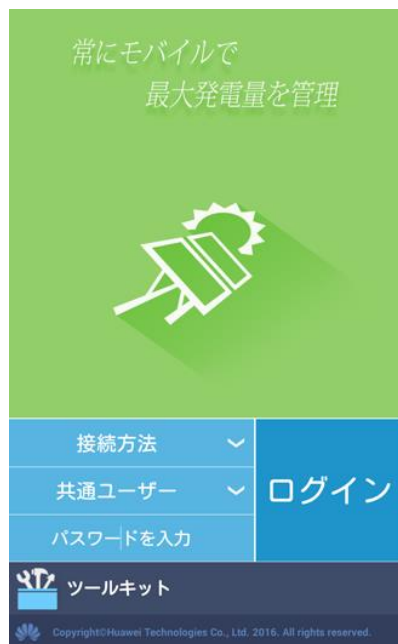 常にモバイルで
最大発電量を管理
接続方法
共通ユーザー
パスワードを入力
ログイン
ツールキット
Copyright©Huawei Technologies Co., Ltd. 2016. All rights reserved.